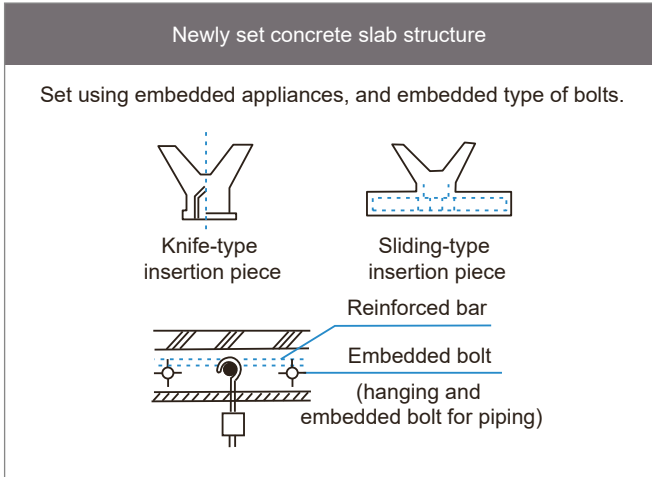 Newly set concrete slab structure
Set using embedded appliances, and embedded type of bolts.
Knife-type
insertion piece
Sliding-type
insertion piece
Reinforced bar
Embedded bolt
(hanging and
embedded bolt for piping)